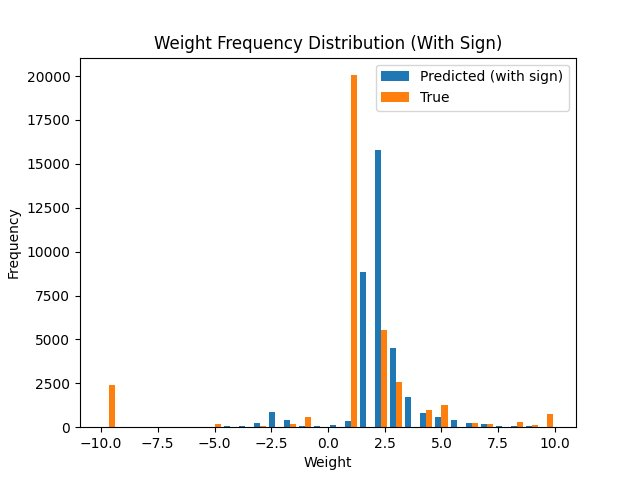 Weight Frequency Distribution (With Sign)
Predicted (with sign)
True
Frequency
20000
17500
15000
12500
10000
7500
5000
2500
0
−10.0 −7.5 −5.0 −2.5 0.0 2.5 5.0 7.5 10.0
Weight